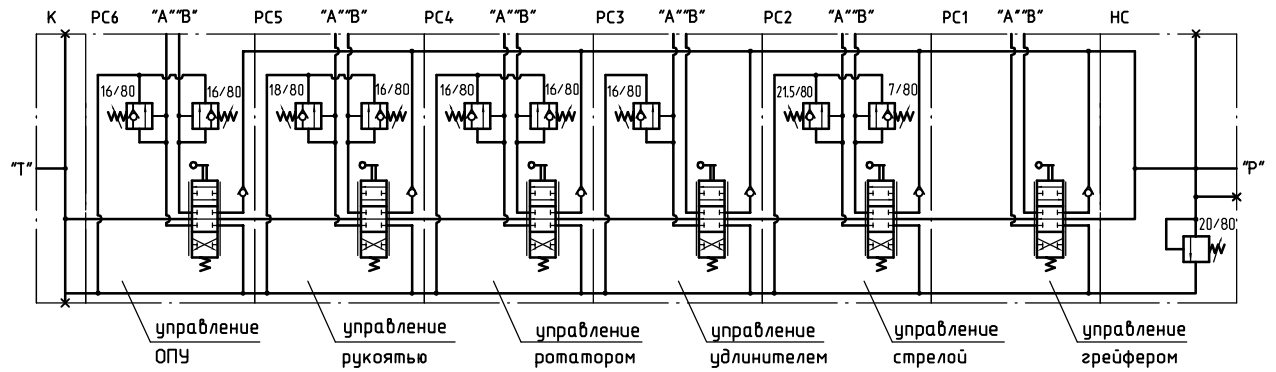 К РС6 "А""В" РС5 "А""В" РС4 "А""В" РС3 "А""В" РС2 "А""В" РС1 "А""В" НС
16/80 16/80 18/80 16/80 16/80 16/80 16/80 21.5/80 7/80
"Т" "Р"
20/80
управление управление управление управление управление управление
ОПУ рукоятью ротатором удлинителем стрелой грейфером